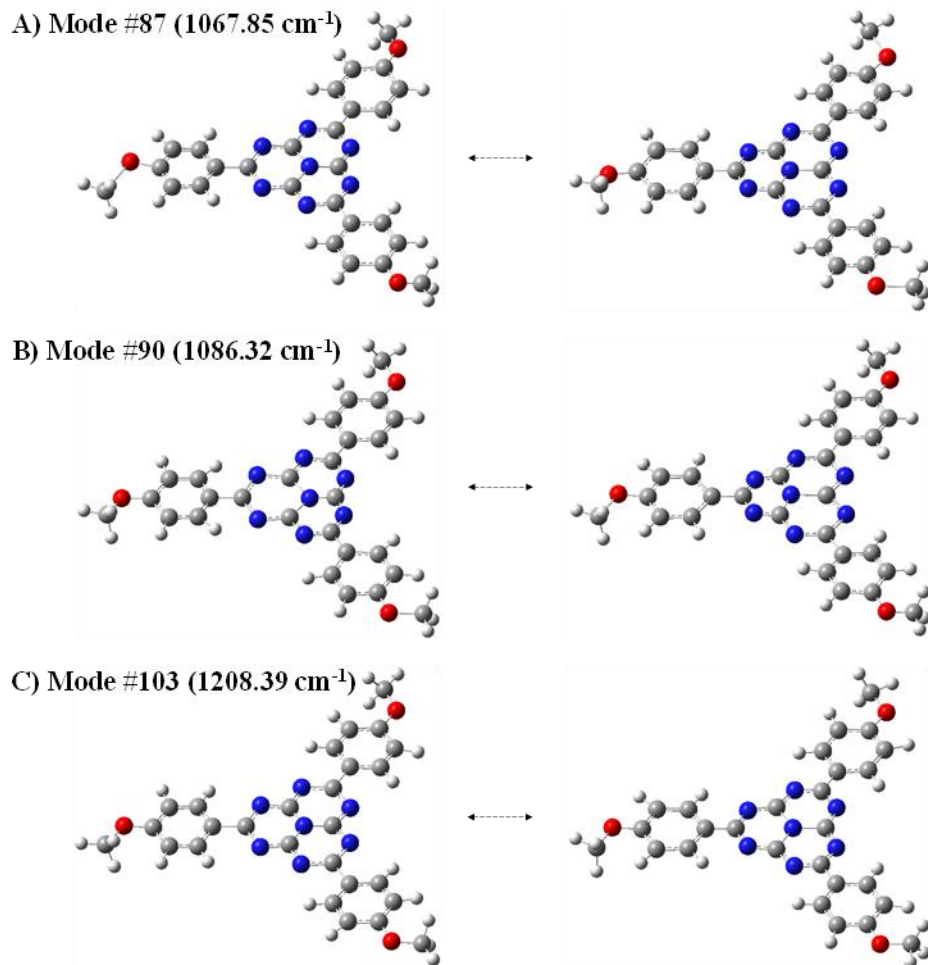 A) Mode #87 (1067.85 cm⁻¹)
B) Mode #90 (1086.32 cm⁻¹)
C) Mode #103 (1208.39 cm⁻¹)